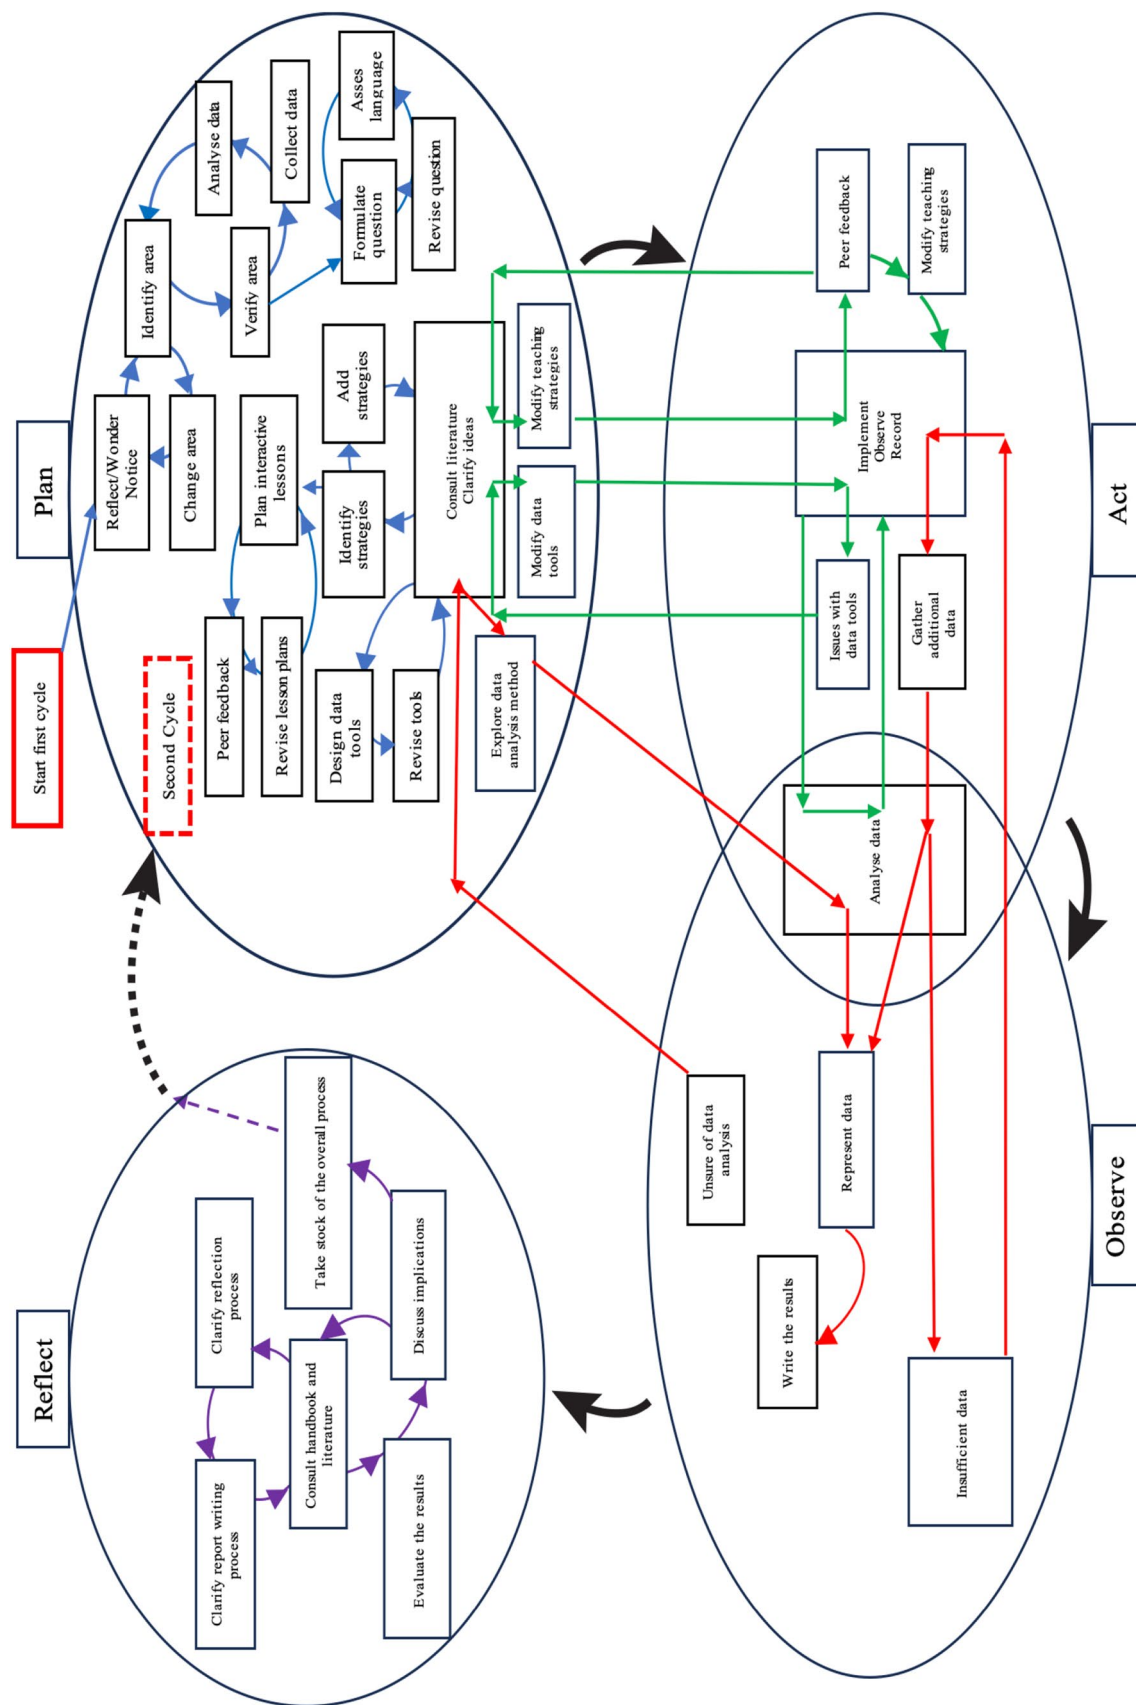 Start first cycle
Plan
Reflect/Wonder
Notice
Identify area
Analyse data
Change area
Verify area
Collect data
Second Cycle
Peer feedback
Revise lesson plans
Plan interactive
lessons
Formulate
question
Asses
language
Revise question
Design data
tools
Revise tools
Identify
strategies
Add
strategies
Consult literature
Clarify ideas
Explore data
analysis method
Modify data
tools
Modify teaching
strategies
Act
Peer feedback
Modify teaching
strategies
Implement
Observe
Record
Issues with
data tools
Gather
additional
data
Analyse data
Observe
Unsure of data
analysis
Represent data
Write the results
Insufficient data
Reflect
Clarify report writing
process
Clarify reflection
process
Consult handbook and
literature
Take stock of the overall process
Evaluate the results
Discuss implications